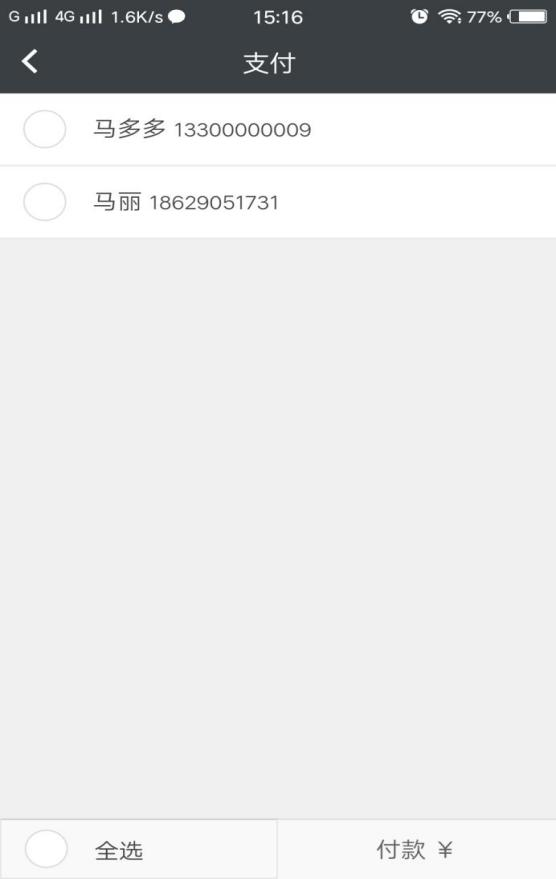 G 4G 1.6K/s 15:16 77%
支付
马多多 13300000009
马丽 18629051731
全选 付款 ¥